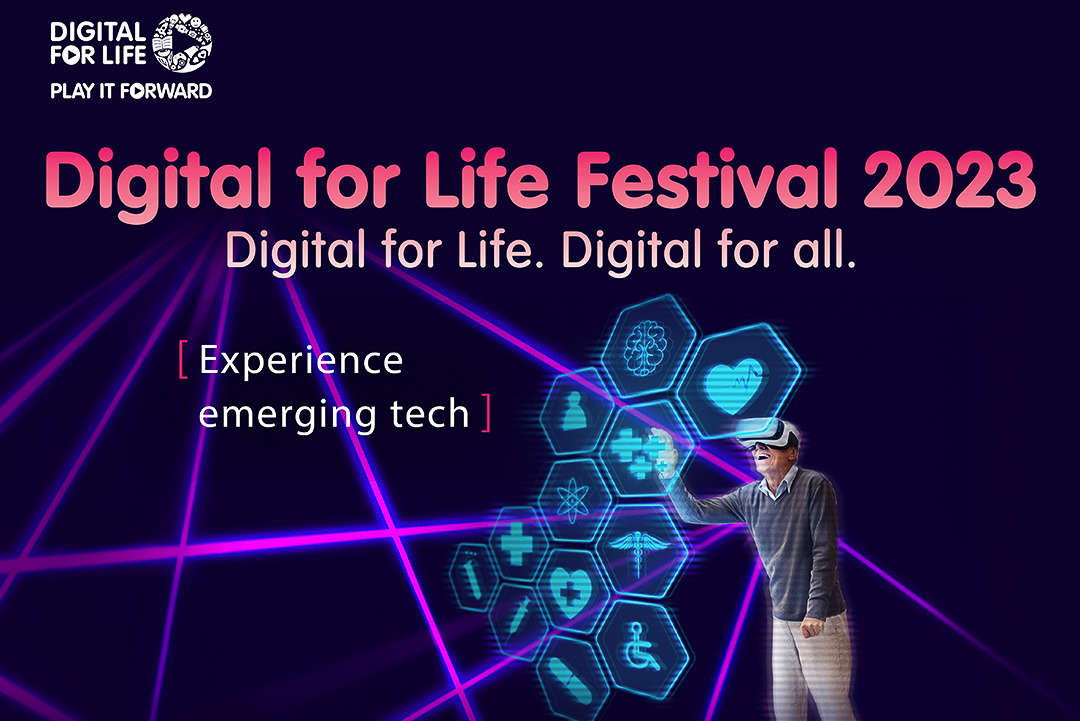 DIGITAL
FOR LIFE
PLAY IT FORWARD
Digital for Life Festival 2023
Digital for Life. Digital for all.
[ Experience
emerging tech ]